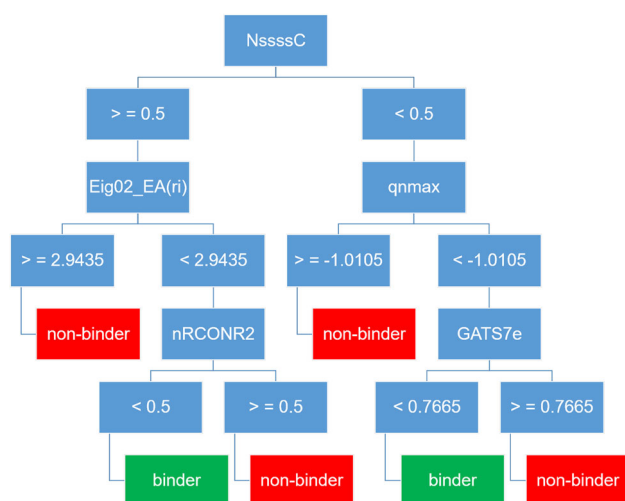 NssssC
> = 0.5
< 0.5
Eig02_EA(ri)
qnmax
> = 2.9435
< 2.9435
> = -1.0105
< -1.0105
non-binder
nRCONR2
non-binder
GATS7e
< 0.5
> = 0.5
< 0.7665
> = 0.7665
binder
non-binder
binder
non-binder